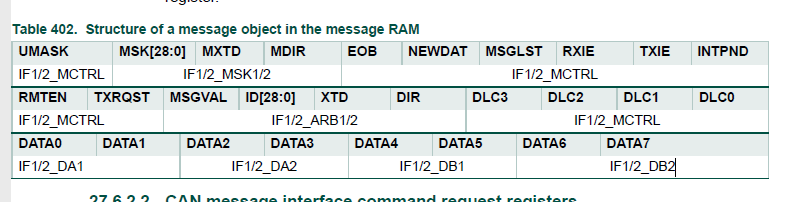 register.
Table 402. Structure of a message object in the message RAM
UMASK MSK[28:0] MXTD MDIR EOB NEWDAT MSGLST RXIE TXIE INTPND
IF1/2_MCTRL IF1/2_MSK1/2 IF1/2_MCTRL
RMTEN TXRQST MSGVAL ID[28:0] XTD DIR DLC3 DLC2 DLC1 DLC0
IF1/2_MCTRL IF1/2_ARB1/2 IF1/2_MCTRL
DATA0 DATA1 DATA2 DATA3 DATA4 DATA5 DATA6 DATA7
IF1/2_DA1 IF1/2_DA2 IF1/2_DB1 IF1/2_DB2
27.6.2.2 CAN message interface command request registers